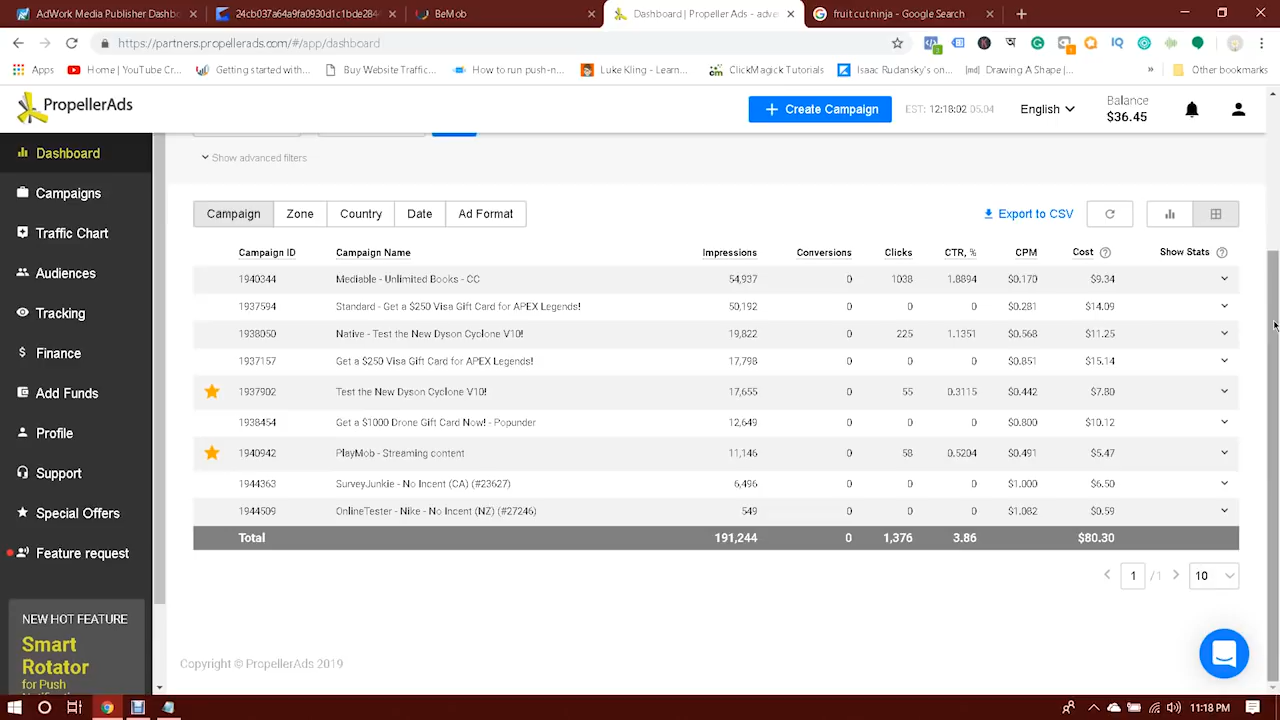 AdWork Media Publisher Dashbo
24cb037a64a9fa0930d1c1bde284
BeMob
Dashboard | Propeller Ads - adve
fruit cut ninja - Google Search
https://partners.propellerads.com/#/app/dashboard
Apps
Home | YouTube Cr...
Getting started with...
Buy Website Traffic...
How to run push-n...
Luke Kling - Learn...
ClickMagick Tutorials
Isaac Rudansky's on...
Drawing A Shape |...
»
Other bookmarks
PropellerAds
+ Create Campaign
EST: 12:18:02 05.04
English
Balance
$36.45
Dashboard
Campaigns
Traffic Chart
Audiences
Tracking
Finance
Add Funds
Profile
Support
Special Offers
Feature request
NEW HOT FEATURE
Smart
Rotator
for Push
Show advanced filters
Campaign Zone Country Date Ad Format
Export to CSV
Campaign ID Campaign Name Impressions Conversions Clicks CTR, % CPM Cost ? Show Stats ?
1940344 Mediable - Unlimited Books - CC 54,937 0 1038 1.8894 $0.170 $9.34
1937594 Standard - Get a $250 Visa Gift Card for APEX Legends! 50,192 0 0 0 $0.281 $14.09
1938050 Native - Test the New Dyson Cyclone V10! 19,822 0 225 1.1351 $0.568 $11.25
1937157 Get a $250 Visa Gift Card for APEX Legends! 17,798 0 0 0 $0.851 $15.14
1937902 Test the New Dyson Cyclone V10! 17,655 0 55 0.3115 $0.442 $7.80
1938454 Get a $1000 Drone Gift Card Now! - Popunder 12,649 0 0 0 $0.800 $10.12
1940942 PlayMob - Streaming content 11,146 0 58 0.5204 $0.491 $5.47
1944363 SurveyJunkie - No Incent (CA) (#23627) 6,496 0 0 0 $1.000 $6.50
1944509 OnlineTester - Nike - No Incent (NZ) (#27246) 549 0 0 0 $1.082 $0.59
Total 191,244 0 1,376 3.86 $80.30
1 /1 10
Copyright © PropellerAds 2019
11:18 PM